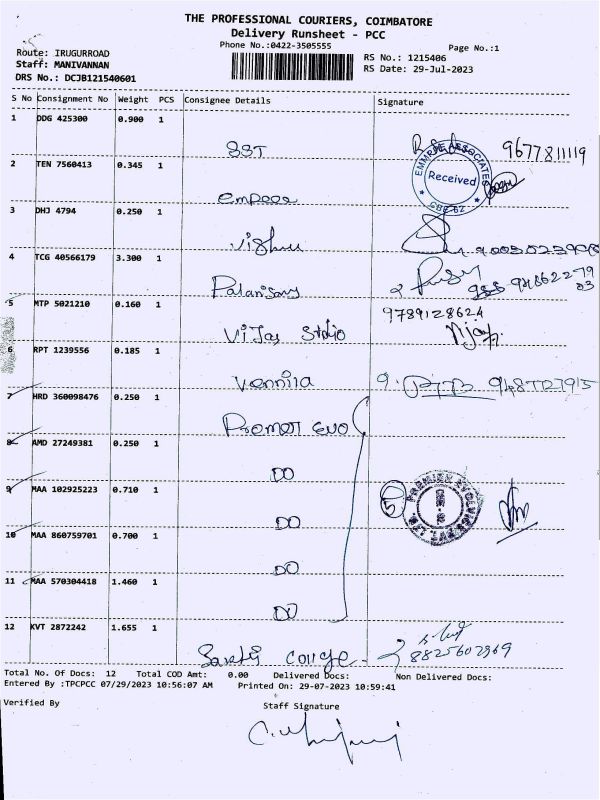 THE PROFESSIONAL COURIERS, COIMBATORE
Delivery Runsheet - PCC
Phone No.:0422-3505555
Page No.:1
Route: IRUGURROAD
Staff: MANIVANNAN
DRS No.: DCJB121540601
RS No.: 1215406
RS Date: 29-Jul-2023
S No Consignment No Weight PCS Consignee Details Signature
1 DDG 425300 0.900 1
SST 9677811119
2 TEN 7560413 0.345 1
EMMPEE ASSOCIATES
Received
CBE-62
empeee
3 DHJ 4794 0.250 1
Vishnu
4 TCG 40566179 3.300 1
Palanisamy
5 MTP 5021210 0.160 1
9789128624
Vijay Stdio
6 RPT 1239556 0.185 1
Vennila
7 HRD 360098476 0.250 1
Premier evo
8 AMD 27249381 0.250 1
DO
9 MAA 102925223 0.710 1
5
DO
10 MAA 860759701 0.700 1
DO
11 MAA 570304418 1.460 1
DO
12 KVT 2872242 1.655 1
Sakthi college 8825602969
Total No. Of Docs: 12 Total COD Amt: 0.00 Delivered Docs: Non Delivered Docs:
Entered By :TPCPCC 07/29/2023 10:56:07 AM Printed On: 29-07-2023 10:59:41
Verified By Staff Signature